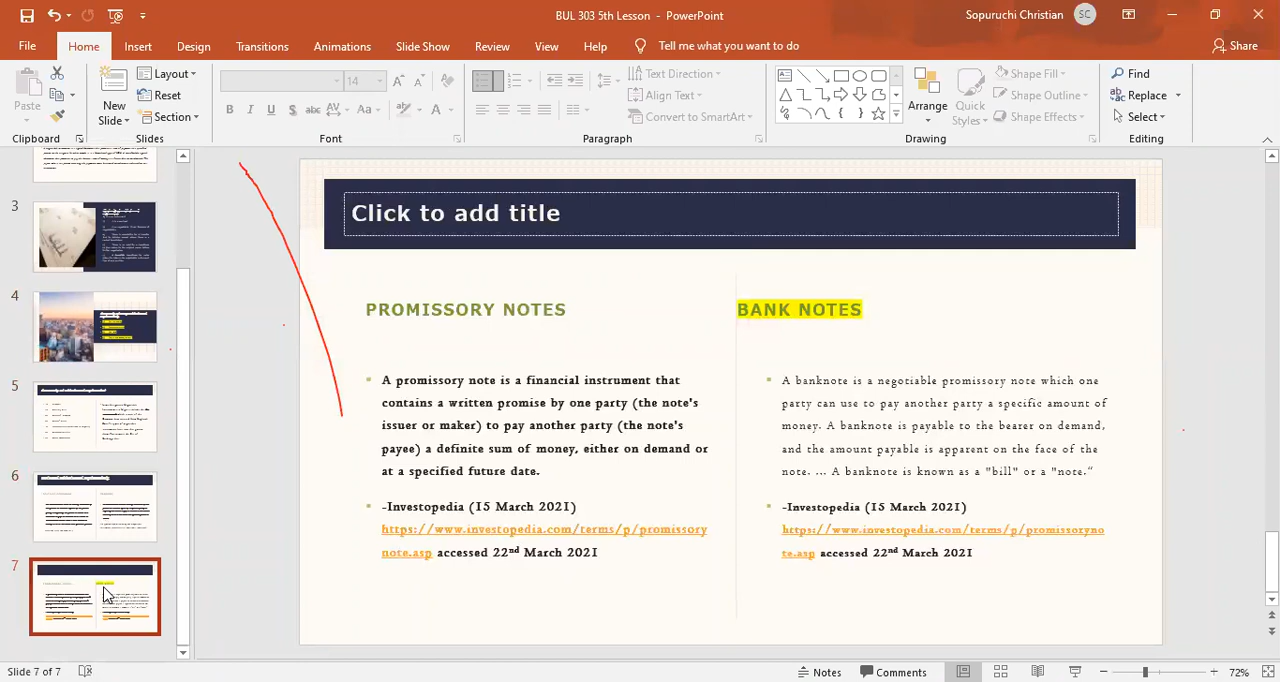 BUL 303 5th Lesson - PowerPoint
Sopuruchi Christian
SC
File Home Insert Design Transitions Animations Slide Show Review View Help Tell me what you want to do Share
Paste
New Slide
Layout
Reset
Section
14
Text Direction
Align Text
Convert to SmartArt
Arrange
Quick Styles
Shape Fill
Shape Outline
Shape Effects
Find
Replace
Select
Clipboard Slides Font Paragraph Drawing Editing
3
4
5
6
7
Click to add title
PROMISSORY NOTES
A promissory note is a financial instrument that
contains a written promise by one party (the note's
issuer or maker) to pay another party (the note's
payee) a definite sum of money, either on demand or
at a specified future date.
-Investopedia (15 March 2021)
https://www.investopedia.com/terms/p/promissory
note.asp accessed 22nd March 2021
BANK NOTES
A banknote is a negotiable promissory note which one
party can use to pay another party a specific amount of
money. A banknote is payable to the bearer on demand,
and the amount payable is apparent on the face of the
note. ... A banknote is known as a "bill" or a "note.“
-Investopedia (15 March 2021)
https://www.investopedia.com/terms/p/promissoryno
te.asp accessed 22nd March 2021
Slide 7 of 7
Notes
Comments
72%